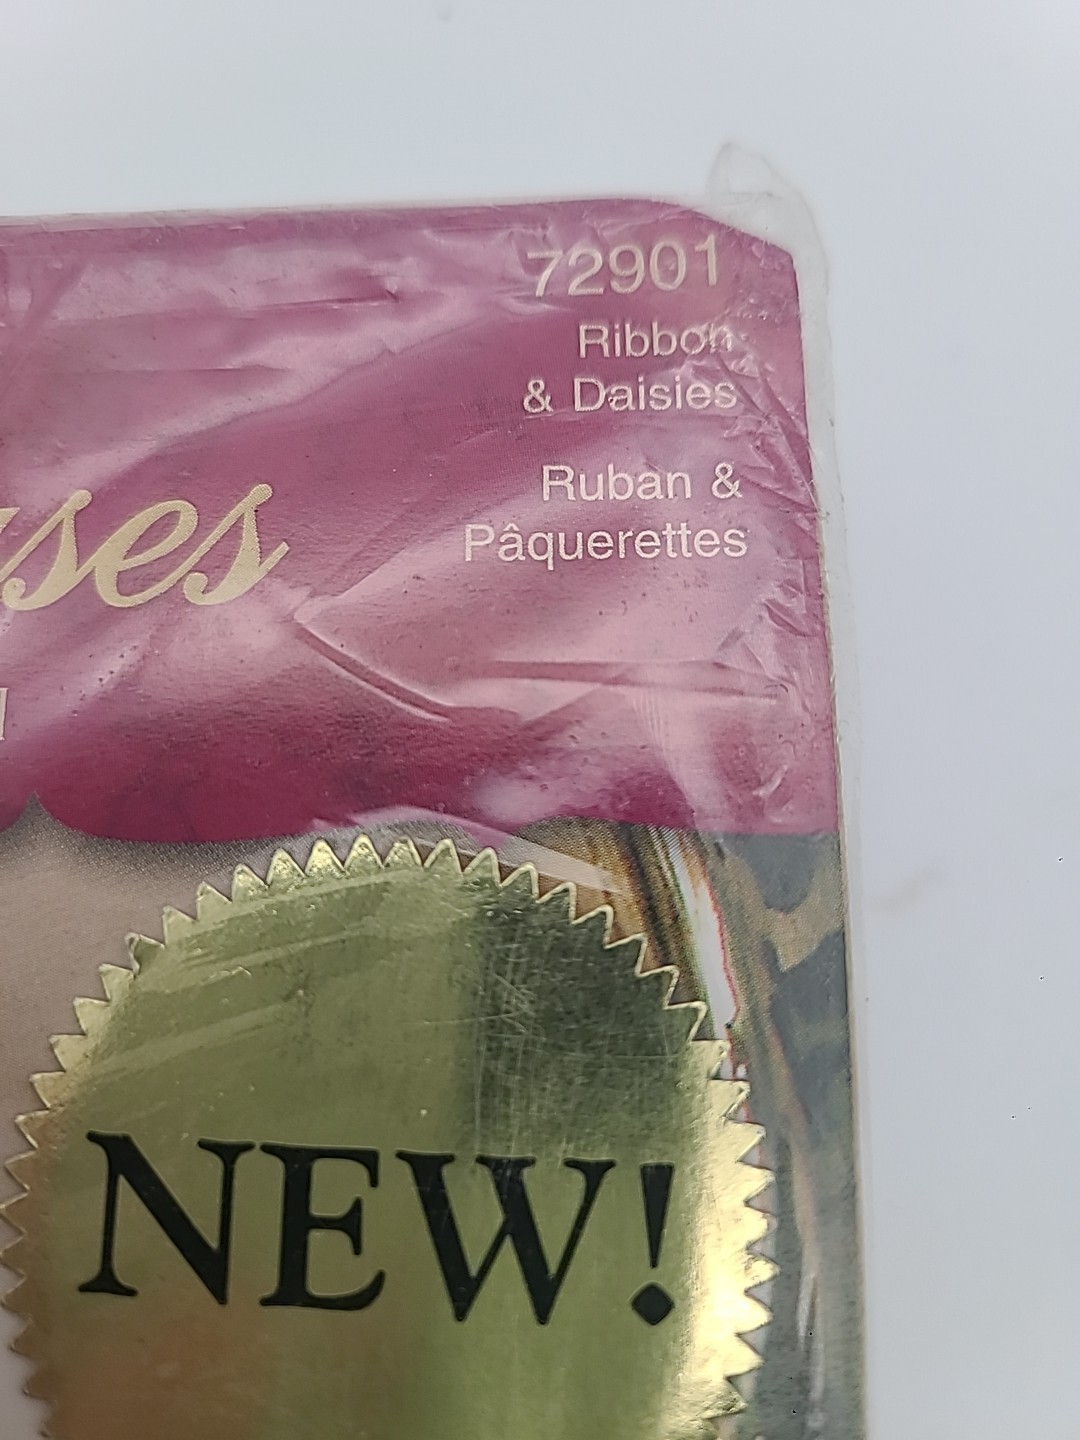 72901
Ribbon
& Daisies
Ruban &
Pâquerettes
NEW!